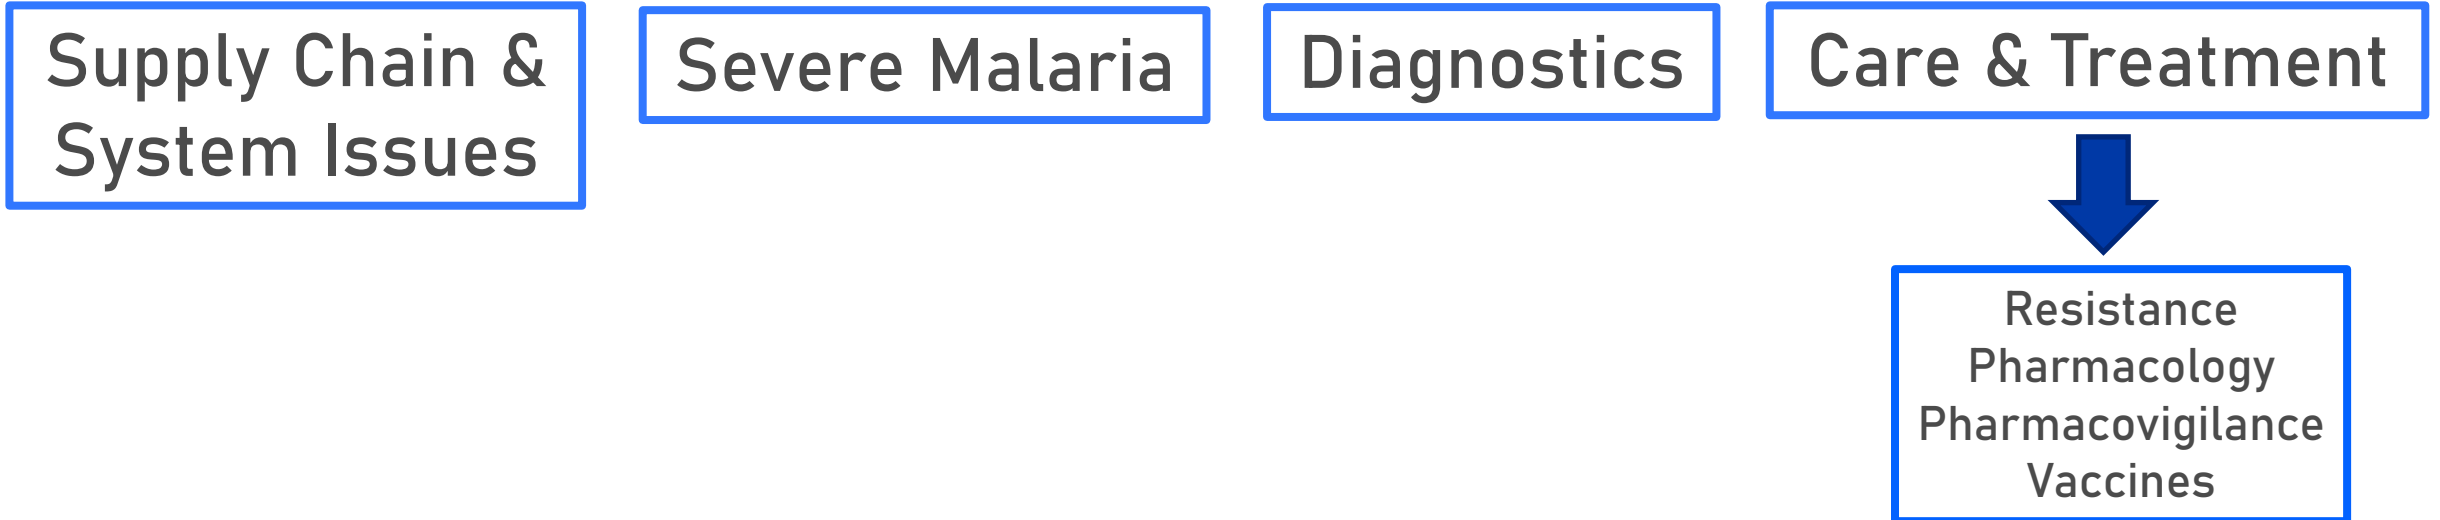 Supply Chain &
System Issues
Severe Malaria
Diagnostics
Care & Treatment
Resistance
Pharmacology
Pharmacovigilance
Vaccines